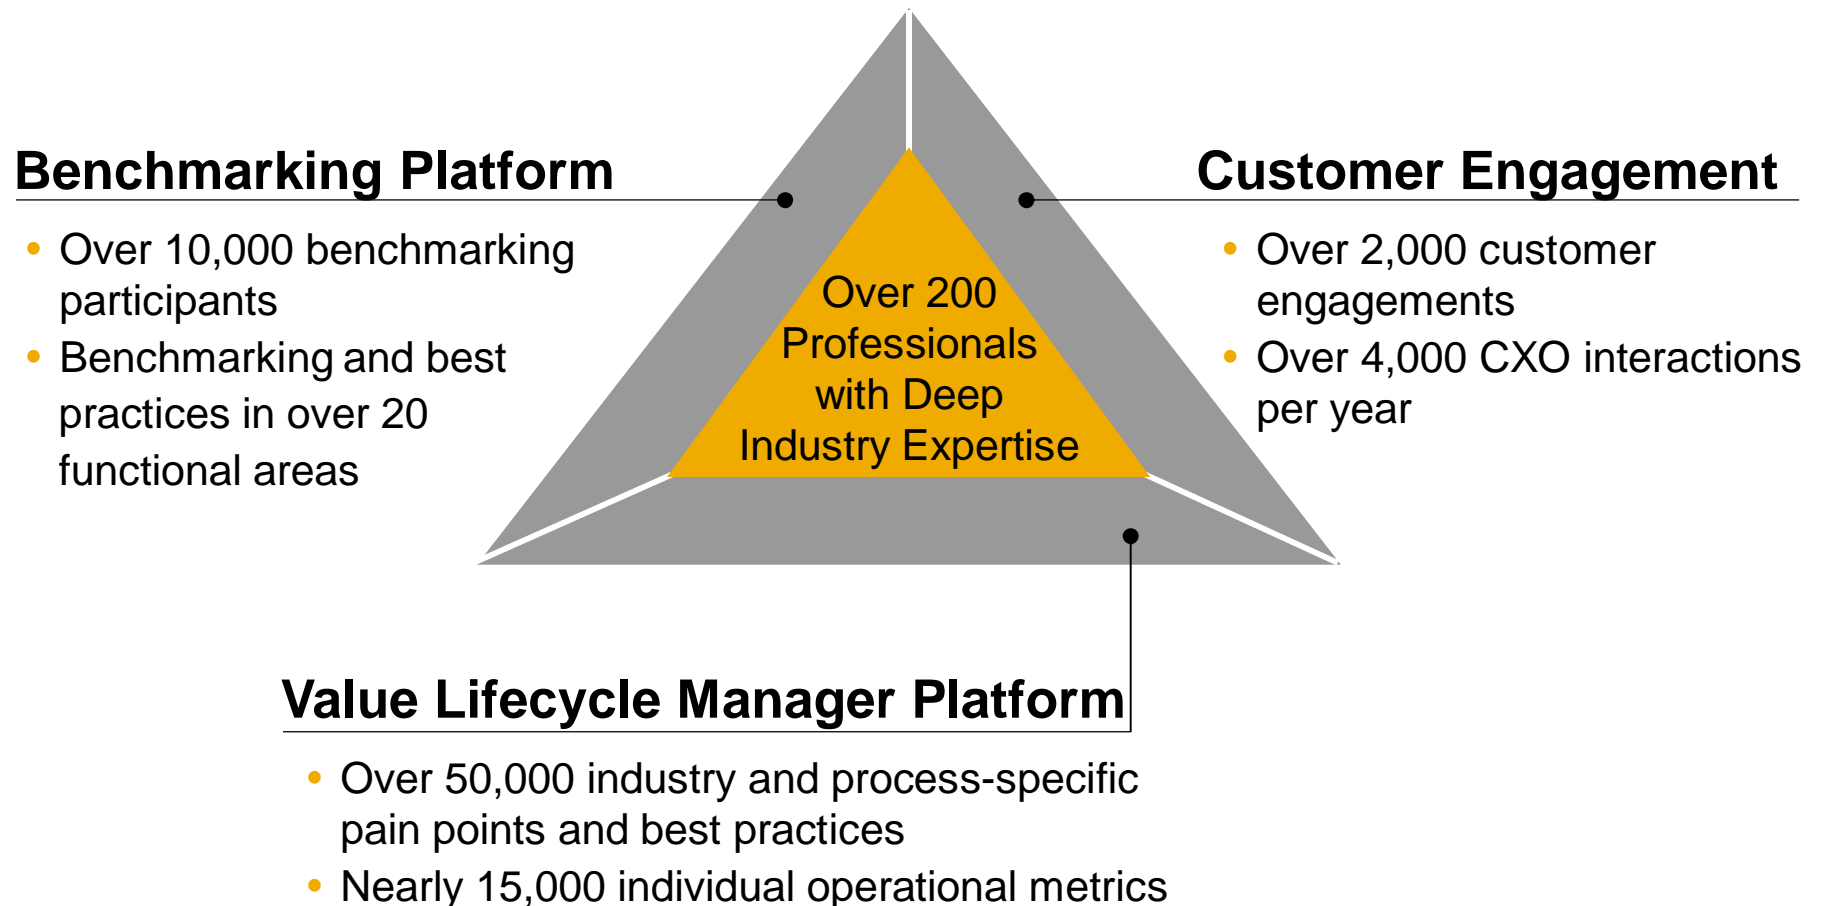 Benchmarking Platform
• Over 10,000 benchmarking
participants
• Benchmarking and best
practices in over 20
functional areas
Over 200
Professionals
with Deep
Industry Expertise
Customer Engagement
• Over 2,000 customer
engagements
• Over 4,000 CXO interactions
per year
Value Lifecycle Manager Platform
• Over 50,000 industry and process-specific
pain points and best practices
• Nearly 15,000 individual operational metrics